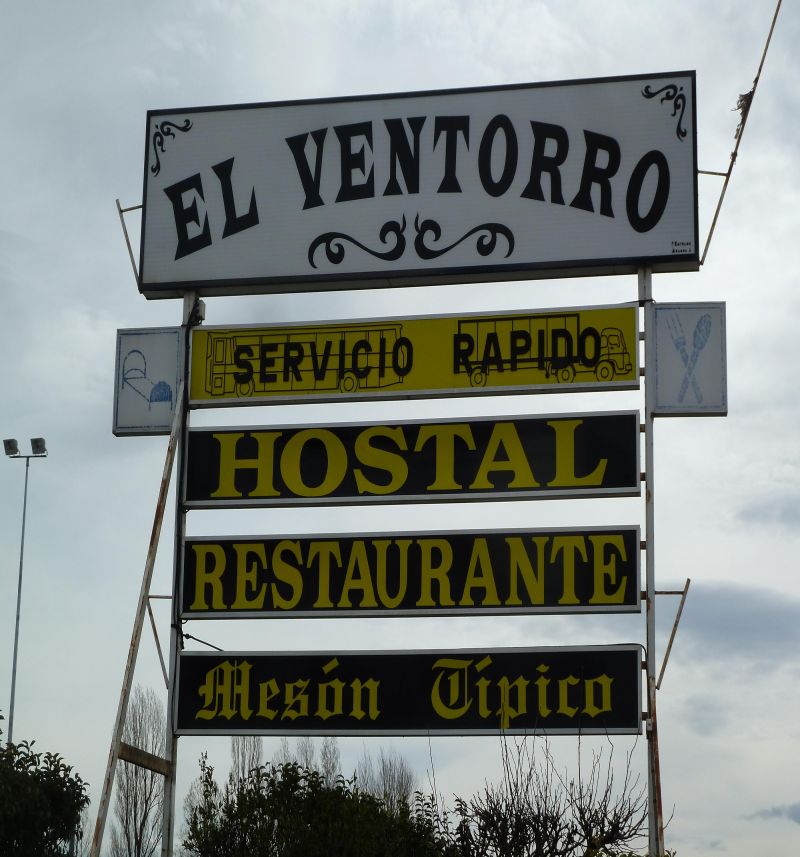 EL VENTORRO
SERVICIO RAPIDO
HOSTAL
RESTAURANTE
Mesón Típico